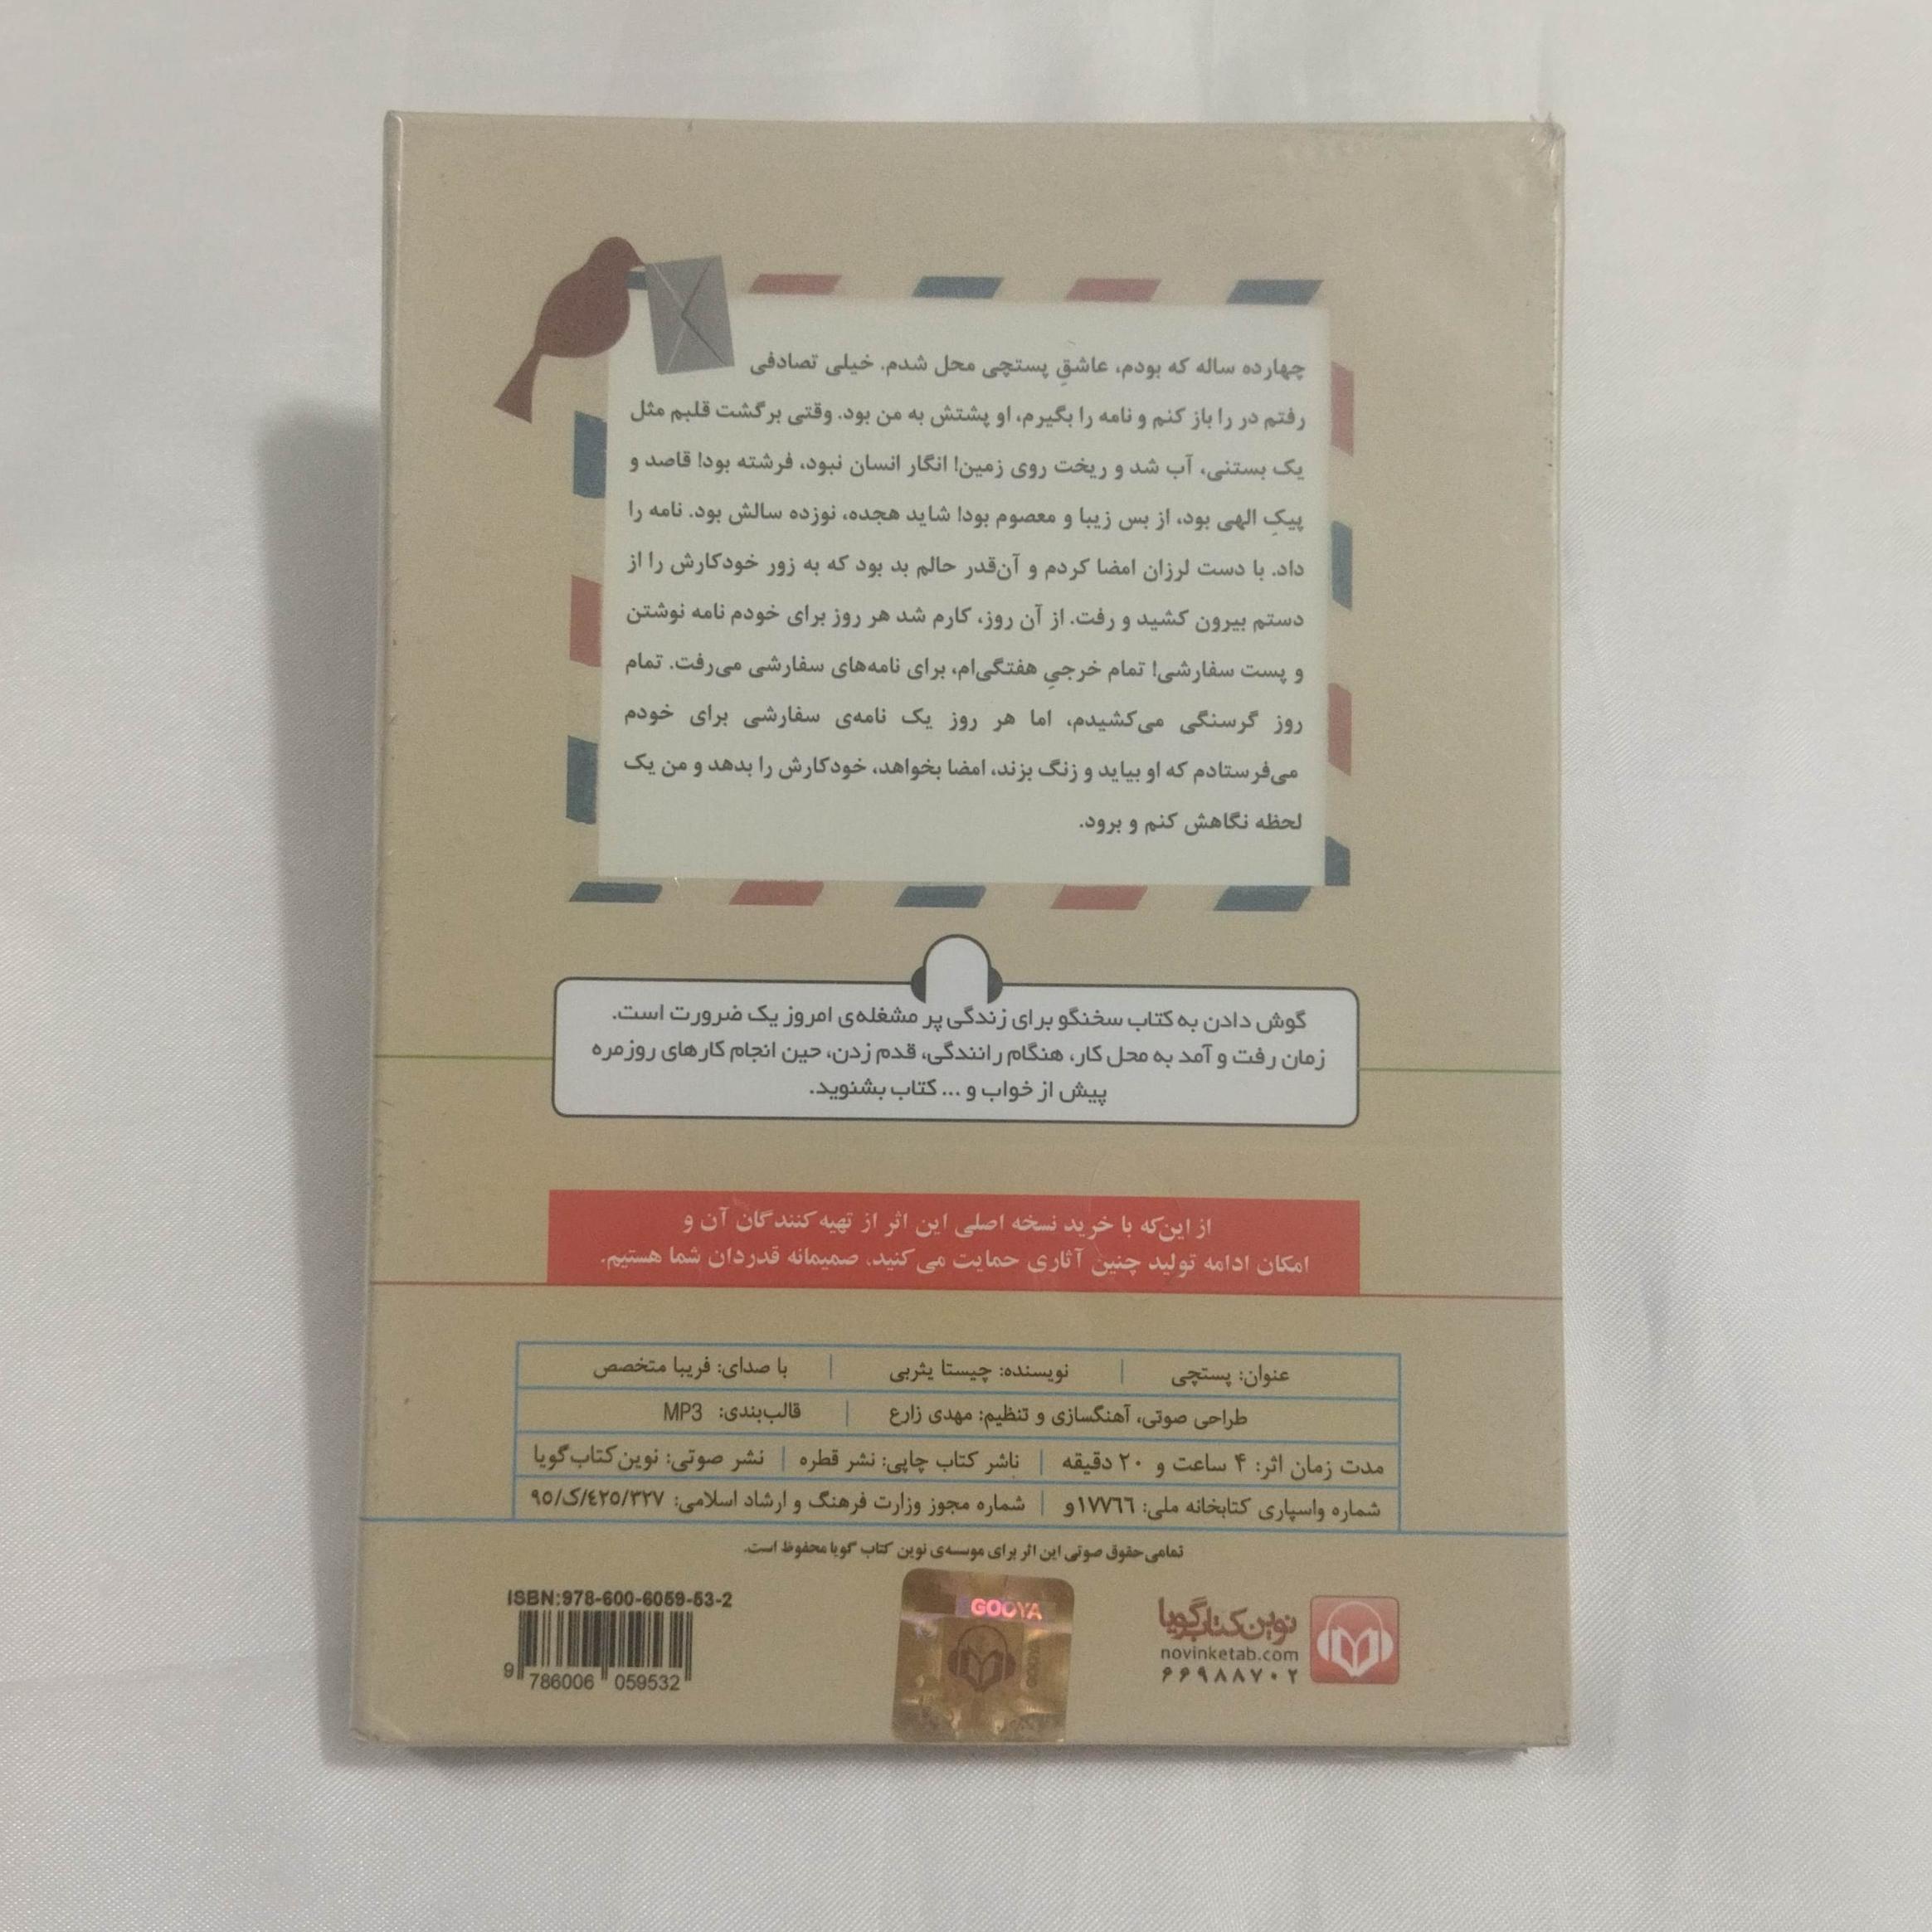 چهارده ساله که بودم، عاشقِ پستچی محل شدم. خیلی تصادفی
رفتم در را باز کنم و نامه را بگیرم، او پشتش به من بود. وقتی برگشت قلبم مثل
یک بستنی، آب شد و ریخت روی زمین! انگار انسان نبود، فرشته بود! قاصد و
پیکِ الهی بود، از بس زیبا و معصوم بود! شاید هجده، نوزده سالش بود. نامه را
داد. با دست لرزان امضا کردم و آن‌قدر حالم بد بود که به زور خودکارش را از
دستم بیرون کشید و رفت. از آن روز، کارم شد هر روز برای خودم نامه نوشتن
و پست سفارشی! تمام خرجیِ هفتگی‌ام، برای نامه‌های سفارشی می‌رفت. تمام
روز گرسنگی می‌کشیدم، اما هر روز یک نامه‌ی سفارشی برای خودم
می‌فرستادم که او بیاید و زنگ بزند، امضا بخواهد، خودکارش را بدهد و من یک
لحظه نگاهش کنم و برود.
گوش دادن به کتاب سخنگو برای زندگی پر مشغله‌ی امروز یک ضرورت است.
زمان رفت و آمد به محل کار، هنگام رانندگی، قدم زدن، حین انجام کارهای روزمره
پیش از خواب و ... کتاب بشنوید.
از این‌که با خرید نسخه اصلی این اثر از تهیه‌کنندگان آن و
امکان ادامه تولید چنین آثاری حمایت می‌کنید، صمیمانه قدردان شما هستیم.
عنوان: پستچی | نویسنده: چیستا یثربی | با صدای: فریبا متخصص
طراحی صوتی، آهنگسازی و تنظیم: مهدی زارع | قالب‌بندی: MP3
مدت زمان اثر: ۴ ساعت و ۲۰ دقیقه | ناشر کتاب چاپی: نشر قطره | نشر صوتی: نوین‌کتاب‌گویا
شماره واسپاری کتابخانه ملی: ۱۷۷۶۶و | شماره مجوز وزارت فرهنگ و ارشاد اسلامی: ۹۵/ک/٤٢٥/٣٢٧
تمامی حقوق صوتی این اثر برای موسسه‌ی نوین کتاب گویا محفوظ است.
نوین‌کتاب‌گویا
novinketab.com
۶۶۹۸۸۷۰۲
GOOYA
GOOYA
ISBN:978-600-6059-53-2
9 786006 059532